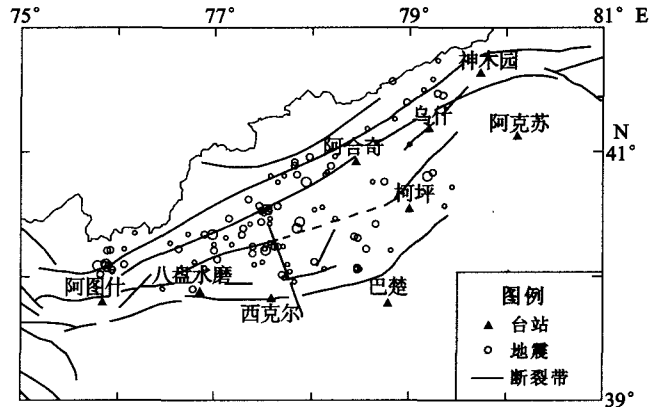 75° 77° 79° 81° E
神木园
乌什
阿克苏
N
阿合奇
41°
柯坪
阿图什
八盘水磨
西克尔
巴楚
图例
台站
地震
断裂带
39°